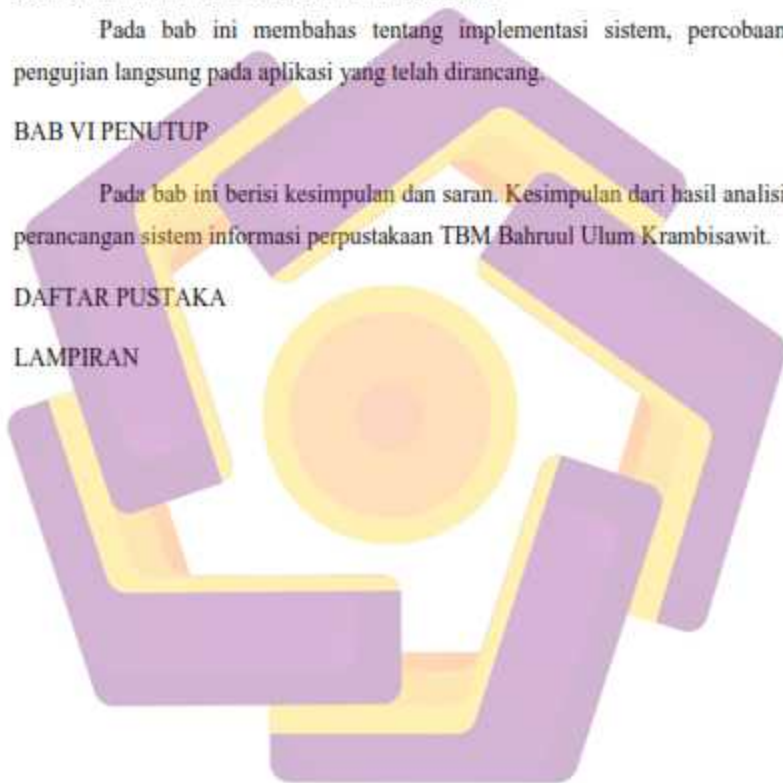 Pada bab ini membahas tentang implementasi sistem, percobaan
pengujian langsung pada aplikasi yang telah dirancang.
BAB VI PENUTUP
Pada bab ini berisi kesimpulan dan saran. Kesimpulan dari hasil analisi
perancangan sistem informasi perpustakaan TBM Bahruul Ulum Krambisawit.
DAFTAR PUSTAKA
LAMPIRAN